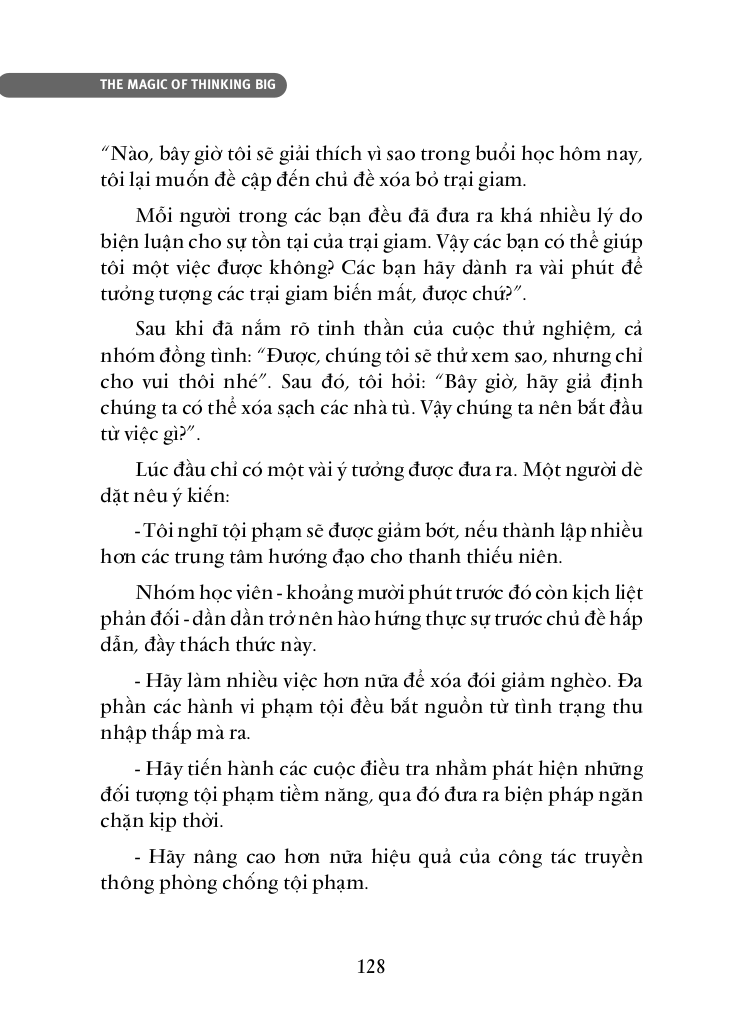 THE MAGIC OF THINKING BIG
“Nào, bây giờ tôi sẽ giải thích vì sao trong buổi học hôm nay,
tôi lại muốn đề cập đến chủ đề xóa bỏ trại giam.
Mỗi người trong các bạn đều đã đưa ra khá nhiều lý do
biện luận cho sự tồn tại của trại giam. Vậy các bạn có thể giúp
tôi một việc được không? Các bạn hãy dành ra vài phút để
tưởng tượng các trại giam biến mất, được chứ?”.
Sau khi đã nắm rõ tinh thần của cuộc thử nghiệm, cả
nhóm đồng tình: “Được, chúng tôi sẽ thử xem sao, nhưng chỉ
cho vui thôi nhé”. Sau đó, tôi hỏi: “Bây giờ, hãy giả định
chúng ta có thể xóa sạch các nhà tù. Vậy chúng ta nên bắt đầu
từ việc gì?”.
Lúc đầu chỉ có một vài ý tưởng được đưa ra. Một người dè
dặt nêu ý kiến:
- Tôi nghĩ tội phạm sẽ được giảm bớt, nếu thành lập nhiều
hơn các trung tâm hướng đạo cho thanh thiếu niên.
Nhóm học viên - khoảng mười phút trước đó còn kịch liệt
phản đối - dần dần trở nên hào hứng thực sự trước chủ đề hấp
dẫn, đầy thách thức này.
- Hãy làm nhiều việc hơn nữa để xóa đói giảm nghèo. Đa
phần các hành vi phạm tội đều bắt nguồn từ tình trạng thu
nhập thấp mà ra.
- Hãy tiến hành các cuộc điều tra nhằm phát hiện những
đối tượng tội phạm tiềm năng, qua đó đưa ra biện pháp ngăn
chặn kịp thời.
- Hãy nâng cao hơn nữa hiệu quả của công tác truyền
thông phòng chống tội phạm.
128